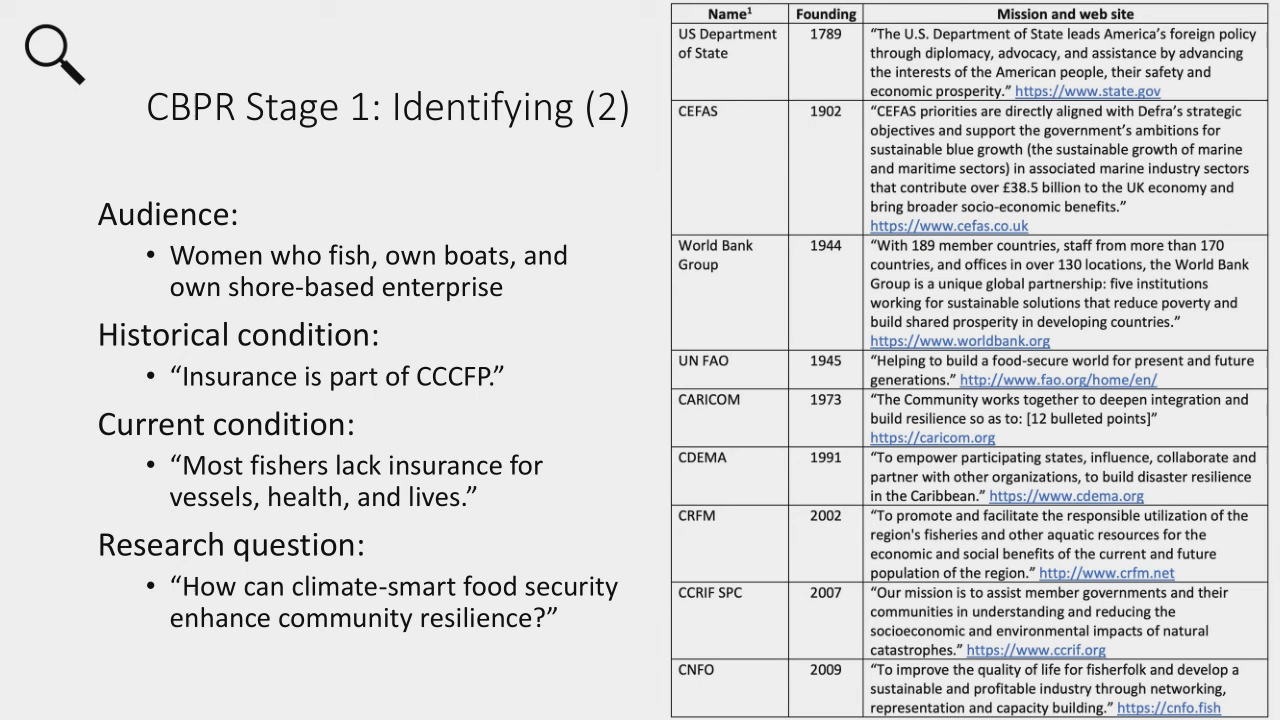 CBPR Stage 1: Identifying (2)
Audience:
• Women who fish, own boats, and
own shore-based enterprise
Historical condition:
• “Insurance is part of CCCFP.”
Current condition:
• “Most fishers lack insurance for
vessels, health, and lives.”
Research question:
• “How can climate-smart food security
enhance community resilience?”
Name¹ Founding Mission and web site
US Department 1789 “The U.S. Department of State leads America’s foreign policy
of State through diplomacy, advocacy, and assistance by advancing
the interests of the American people, their safety and
economic prosperity.” https://www.state.gov
CEFAS 1902 “CEFAS priorities are directly aligned with Defra’s strategic
objectives and support the government’s ambitions for
sustainable blue growth (the sustainable growth of marine
and maritime sectors) in associated marine industry sectors
that contribute over £38.5 billion to the UK economy and
bring broader socio-economic benefits.”
https://www.cefas.co.uk
World Bank 1944 “With 189 member countries, staff from more than 170
Group countries, and offices in over 130 locations, the World Bank
Group is a unique global partnership: five institutions
working for sustainable solutions that reduce poverty and
build shared prosperity in developing countries.”
https://www.worldbank.org
UN FAO 1945 “Helping to build a food-secure world for present and future
generations.” http://www.fao.org/home/en/
CARICOM 1973 “The Community works together to deepen integration and
build resilience so as to: [12 bulleted points]”
https://caricom.org
CDEMA 1991 “To empower participating states, influence, collaborate and
partner with other organizations, to build disaster resilience
in the Caribbean.” https://www.cdema.org
CRFM 2002 “To promote and facilitate the responsible utilization of the
region's fisheries and other aquatic resources for the
economic and social benefits of the current and future
population of the region.” http://www.crfm.net
CCRIF SPC 2007 “Our mission is to assist member governments and their
communities in understanding and reducing the
socioeconomic and environmental impacts of natural
catastrophes.” https://www.ccrif.org
CNFO 2009 “To improve the quality of life for fisherfolk and develop a
sustainable and profitable industry through networking,
representation and capacity building.” https://cnfo.fish